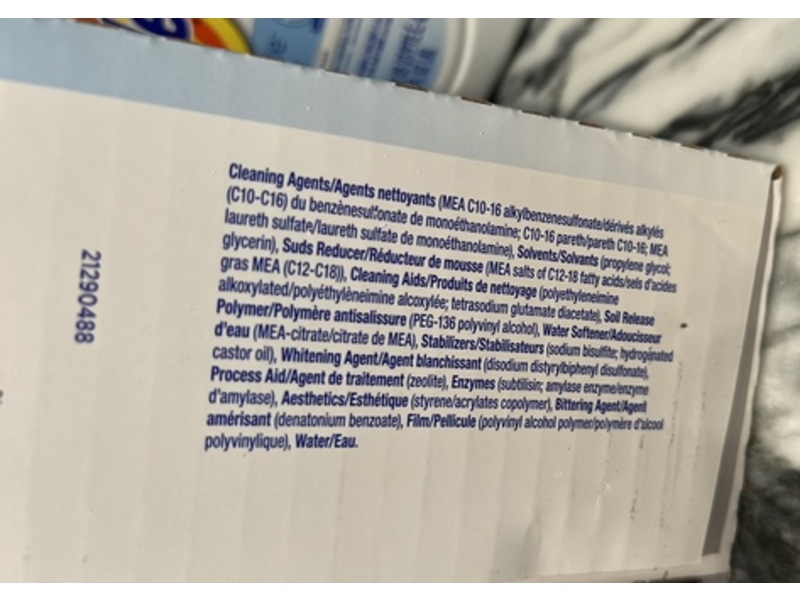 Cleaning Agents/Agents nettoyants (MEA C10-16 alkylbenzenesulfonate/dérivés alkylés
(C10-C16) du benzènesulfonate de monoéthanolamine; C10-16 pareth/pareth C10-16; MEA
laureth sulfate/laureth sulfate de monoéthanolamine), Solvents/Solvants (propylene glycol;
glycerin), Suds Reducer/Réducteur de mousse (MEA salts of C12-18 fatty acids/sels d'acides
gras MEA (C12-C18)), Cleaning Aids/Produits de nettoyage (polyethyleneimine
alkoxylated/polyéthylèneimine alcoxylée; tetrasodium glutamate diacetate), Soil Release
Polymer/Polymère antisalissure (PEG-136 polyvinyl alcohol), Water Softener/Adoucisseur
d'eau (MEA-citrate/citrate de MEA), Stabilizers/Stabilisateurs (sodium bisulfite; hydrogenated
castor oil), Whitening Agent/Agent blanchissant (disodium distyrylbiphenyl disulfonate),
Process Aid/Agent de traitement (zeolite), Enzymes (subtilisin; amylase enzyme/enzyme
d'amylase), Aesthetics/Esthétique (styrene/acrylates copolymer), Bittering Agent/Agent
amérisant (denatonium benzoate), Film/Pellicule (polyvinyl alcohol polymer/polymère d'alcool
polyvinylique), Water/Eau.
21290488